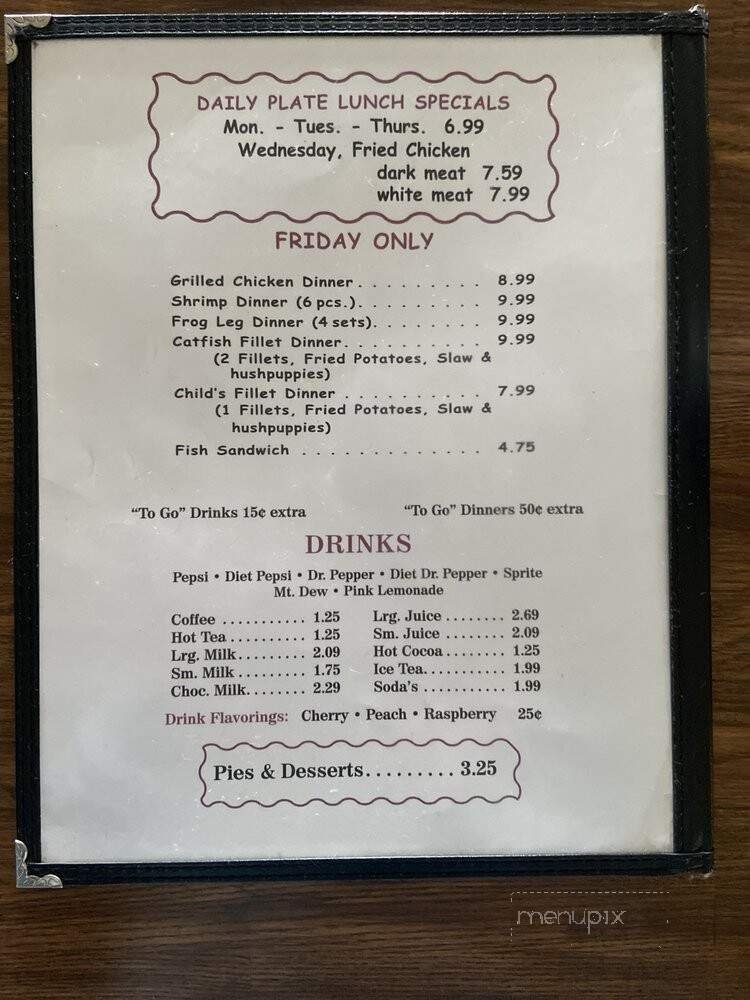 DAILY PLATE LUNCH SPECIALS
Mon. - Tues. - Thurs. 6.99
Wednesday, Fried Chicken
dark meat 7.59
white meat 7.99
FRIDAY ONLY
Grilled Chicken Dinner . . . . . . . . . 8.99
Shrimp Dinner (6 pcs.). . . . . . . . . 9.99
Frog Leg Dinner (4 sets). . . . . . . . 9.99
Catfish Fillet Dinner. . . . . . . . . . 9.99
(2 Fillets, Fried Potatoes, Slaw &
hushpuppies)
Child's Fillet Dinner . . . . . . . . . . 7.99
(1 Fillets, Fried Potatoes, Slaw &
hushpuppies)
Fish Sandwich . . . . . . . . . . . . . 4.75
“To Go” Drinks 15¢ extra “To Go” Dinners 50¢ extra
DRINKS
Pepsi • Diet Pepsi • Dr. Pepper • Diet Dr. Pepper • Sprite
Mt. Dew • Pink Lemonade
Coffee . . . . . . . . . . . 1.25
Hot Tea . . . . . . . . . . 1.25
Lrg. Milk. . . . . . . . . 2.09
Sm. Milk . . . . . . . . . 1.75
Choc. Milk. . . . . . . . 2.29
Lrg. Juice . . . . . . . . 2.69
Sm. Juice . . . . . . . . 2.09
Hot Cocoa . . . . . . . . 1.25
Ice Tea. . . . . . . . . . . 1.99
Soda's . . . . . . . . . . . 1.99
Drink Flavorings: Cherry • Peach • Raspberry 25¢
Pies & Desserts. . . . . . . . . 3.25
menupix